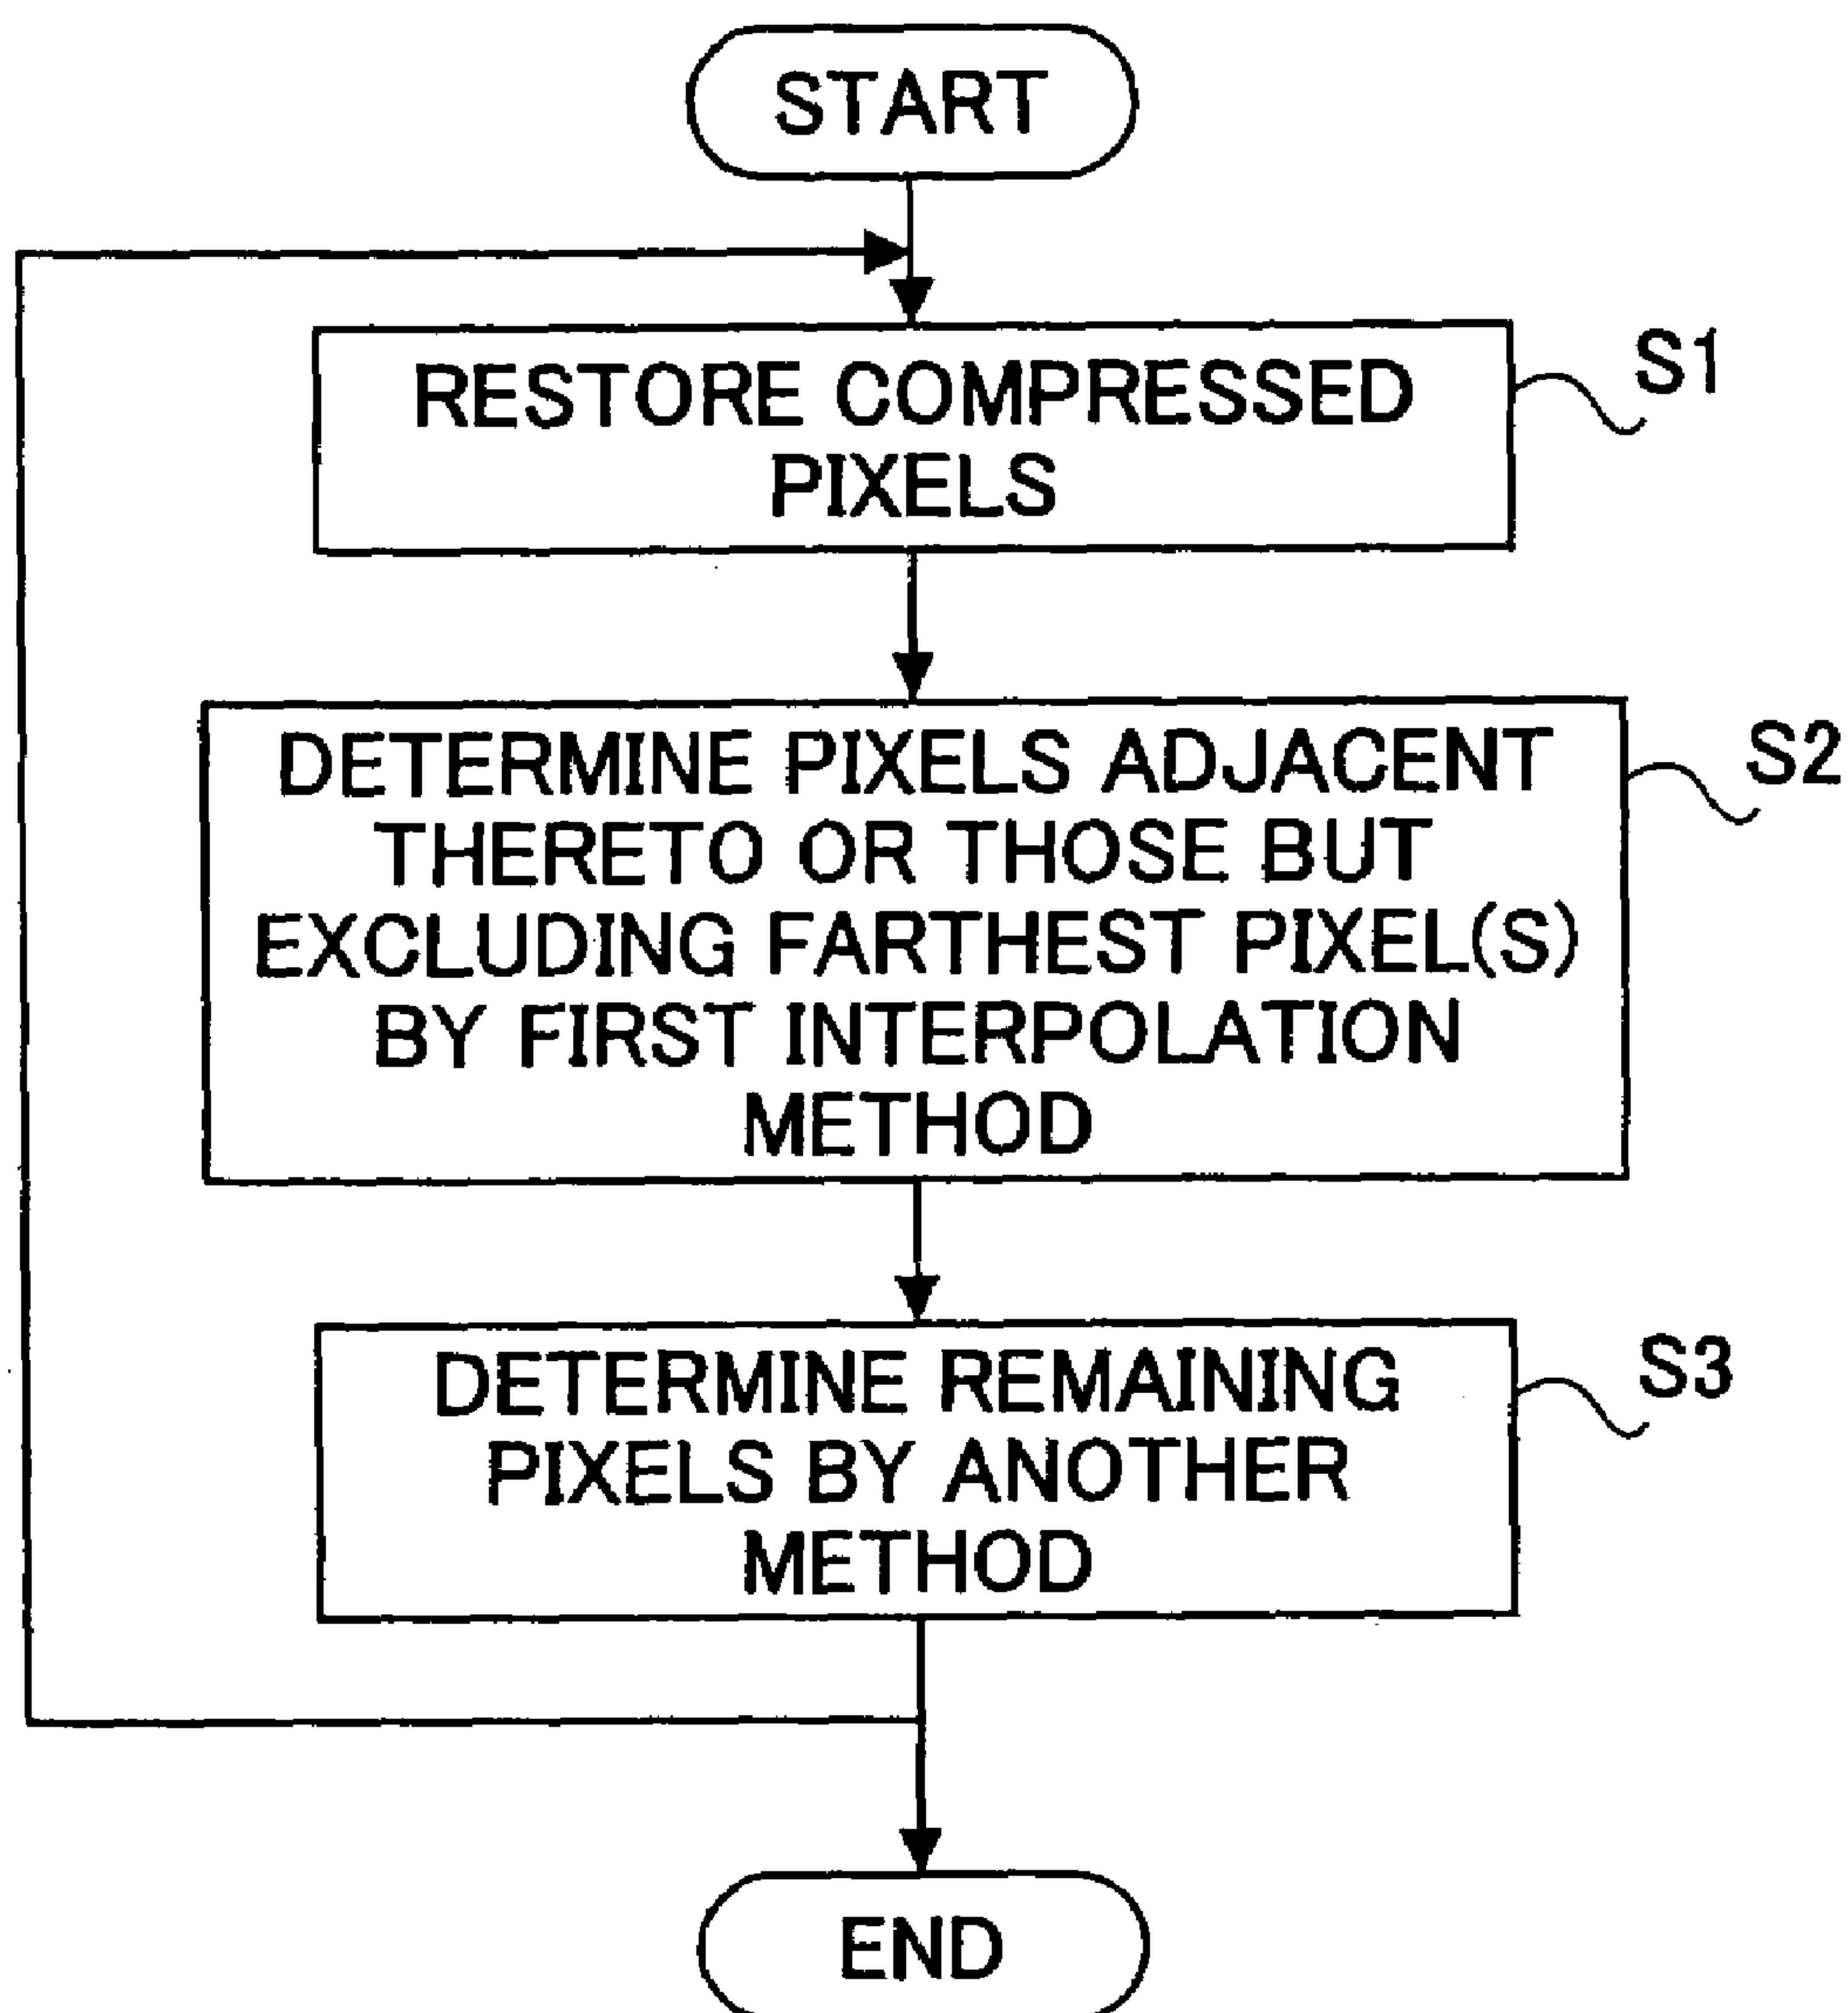 START
RESTORE COMPRESSED
PIXELS
S1
DETERMINE PIXELS ADJACENT
THERETO OR THOSE BUT
EXCLUDING FARTHEST PIXEL(S)
BY FIRST INTERPOLATION
METHOD
S2
DETERMINE REMAINING
PIXELS BY ANOTHER
METHOD
S3
END